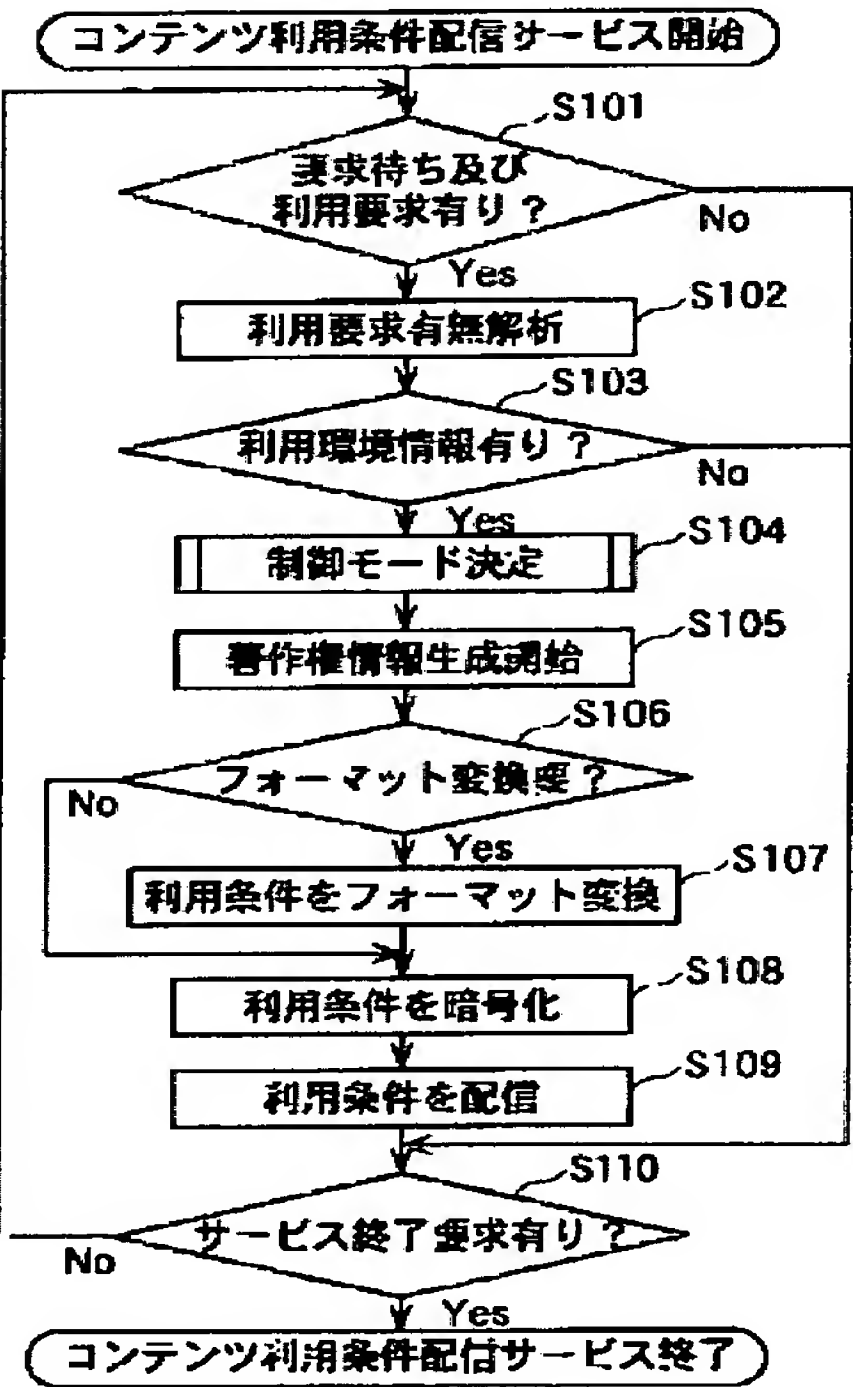 コンテンツ利用条件配信サービス開始
S101
要求待ち及び
利用要求有り？
No
Yes
S102
利用要求有無解析
S103
利用環境情報有り？
No
Yes
S104
制御モード決定
S105
著作権情報生成開始
S106
フォーマット変換要？
No
Yes
S107
利用条件をフォーマット変換
S108
利用条件を暗号化
S109
利用条件を配信
S110
サービス終了要求有り？
No
Yes
コンテンツ利用条件配信サービス終了